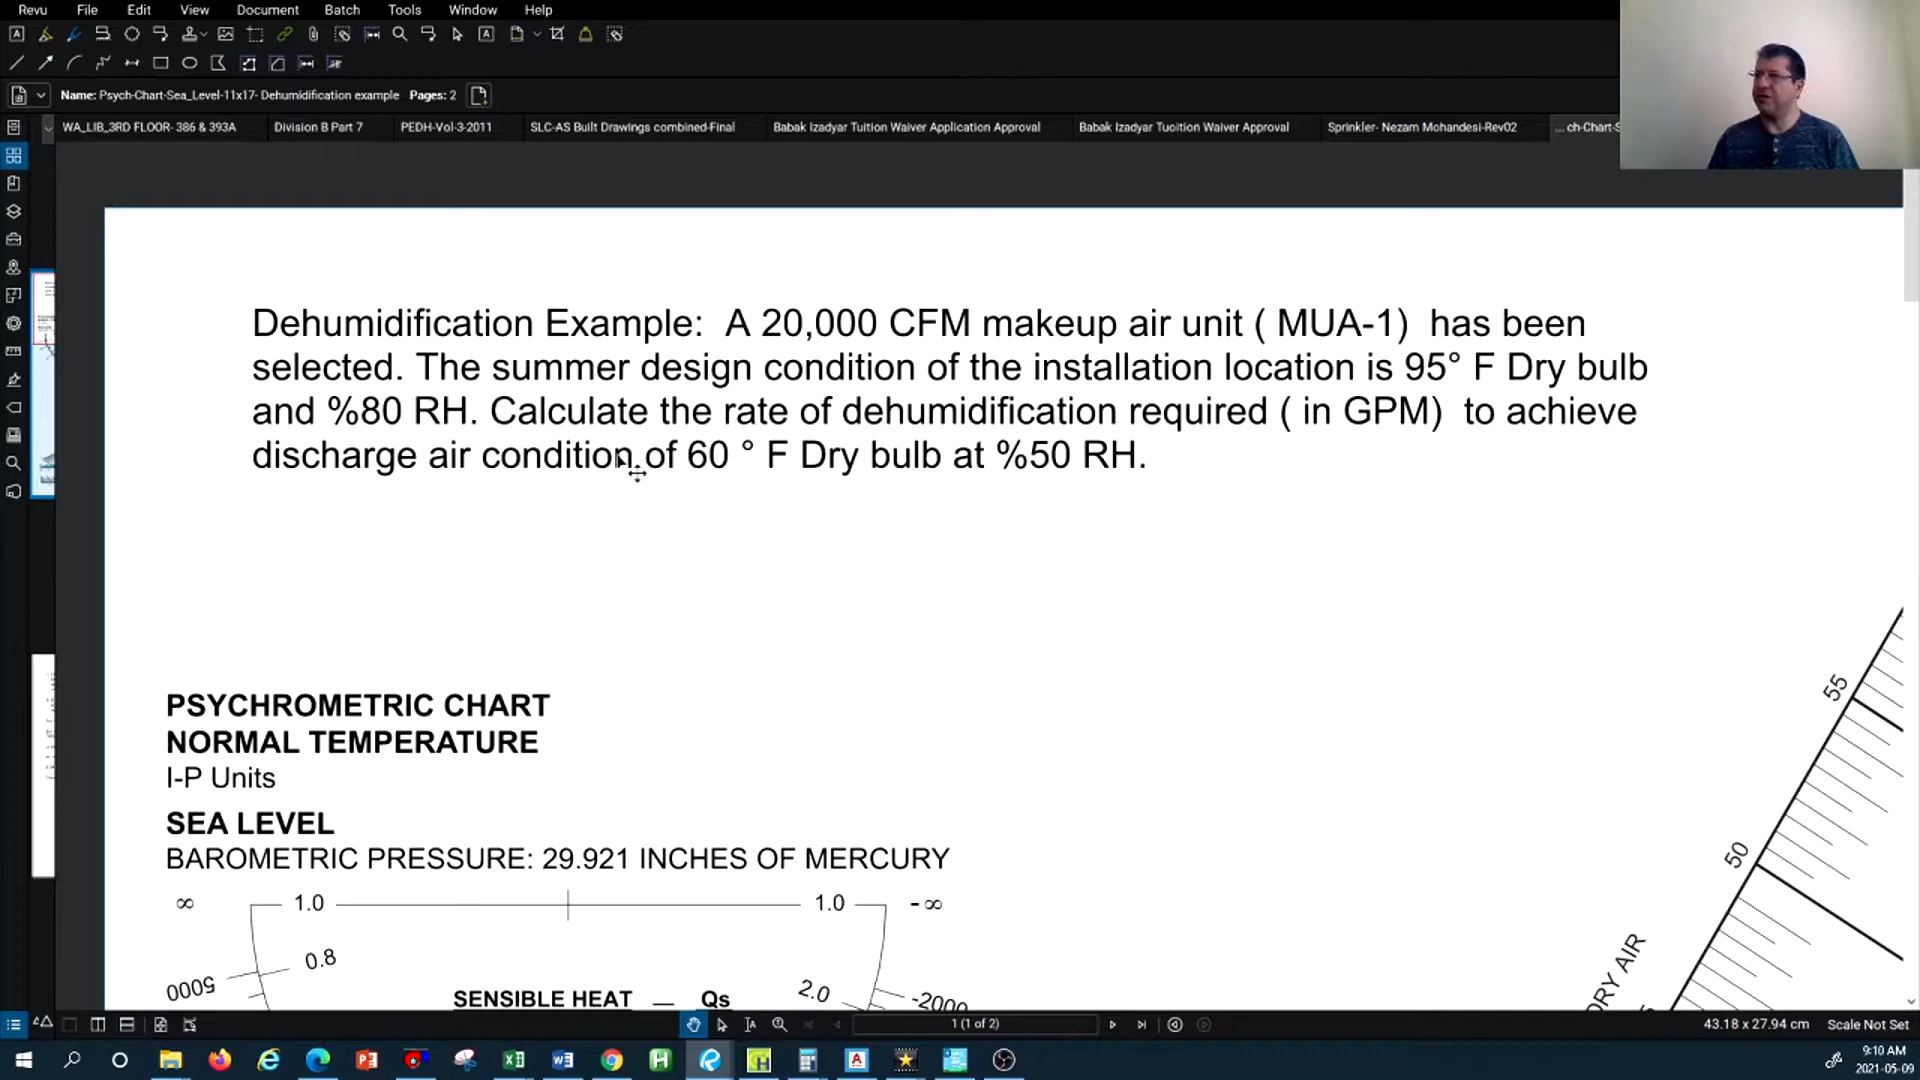 Revu File Edit View Document Batch Tools Window Help
Name: Psych-Chart-Sea_Level-11x17- Dehumidification example Pages: 2
WA_LIB_3RD FLOOR- 386 & 393A Division B Part 7 PEDH-Vol-3-2011 SLC-AS Built Drawings combined-Final Babak Izadyar Tuition Waiver Application Approval Babak Izadyar Tuoition Waiver Approval Sprinkler- Nezam Mohandesi-Rev02 ... ch-Chart-S
Dehumidification Example: A 20,000 CFM makeup air unit ( MUA-1) has been
selected. The summer design condition of the installation location is 95° F Dry bulb
and %80 RH. Calculate the rate of dehumidification required ( in GPM) to achieve
discharge air condition of 60 ° F Dry bulb at %50 RH.
PSYCHROMETRIC CHART
NORMAL TEMPERATURE
I-P Units
SEA LEVEL
BAROMETRIC PRESSURE: 29.921 INCHES OF MERCURY
∞ 1.0 1.0 - ∞
0.8
5000
SENSIBLE HEAT — Qs
2.0
-2000
55
50
DRY AIR
1 (1 of 2)
43.18 x 27.94 cm Scale Not Set
9:10 AM
2021-05-09